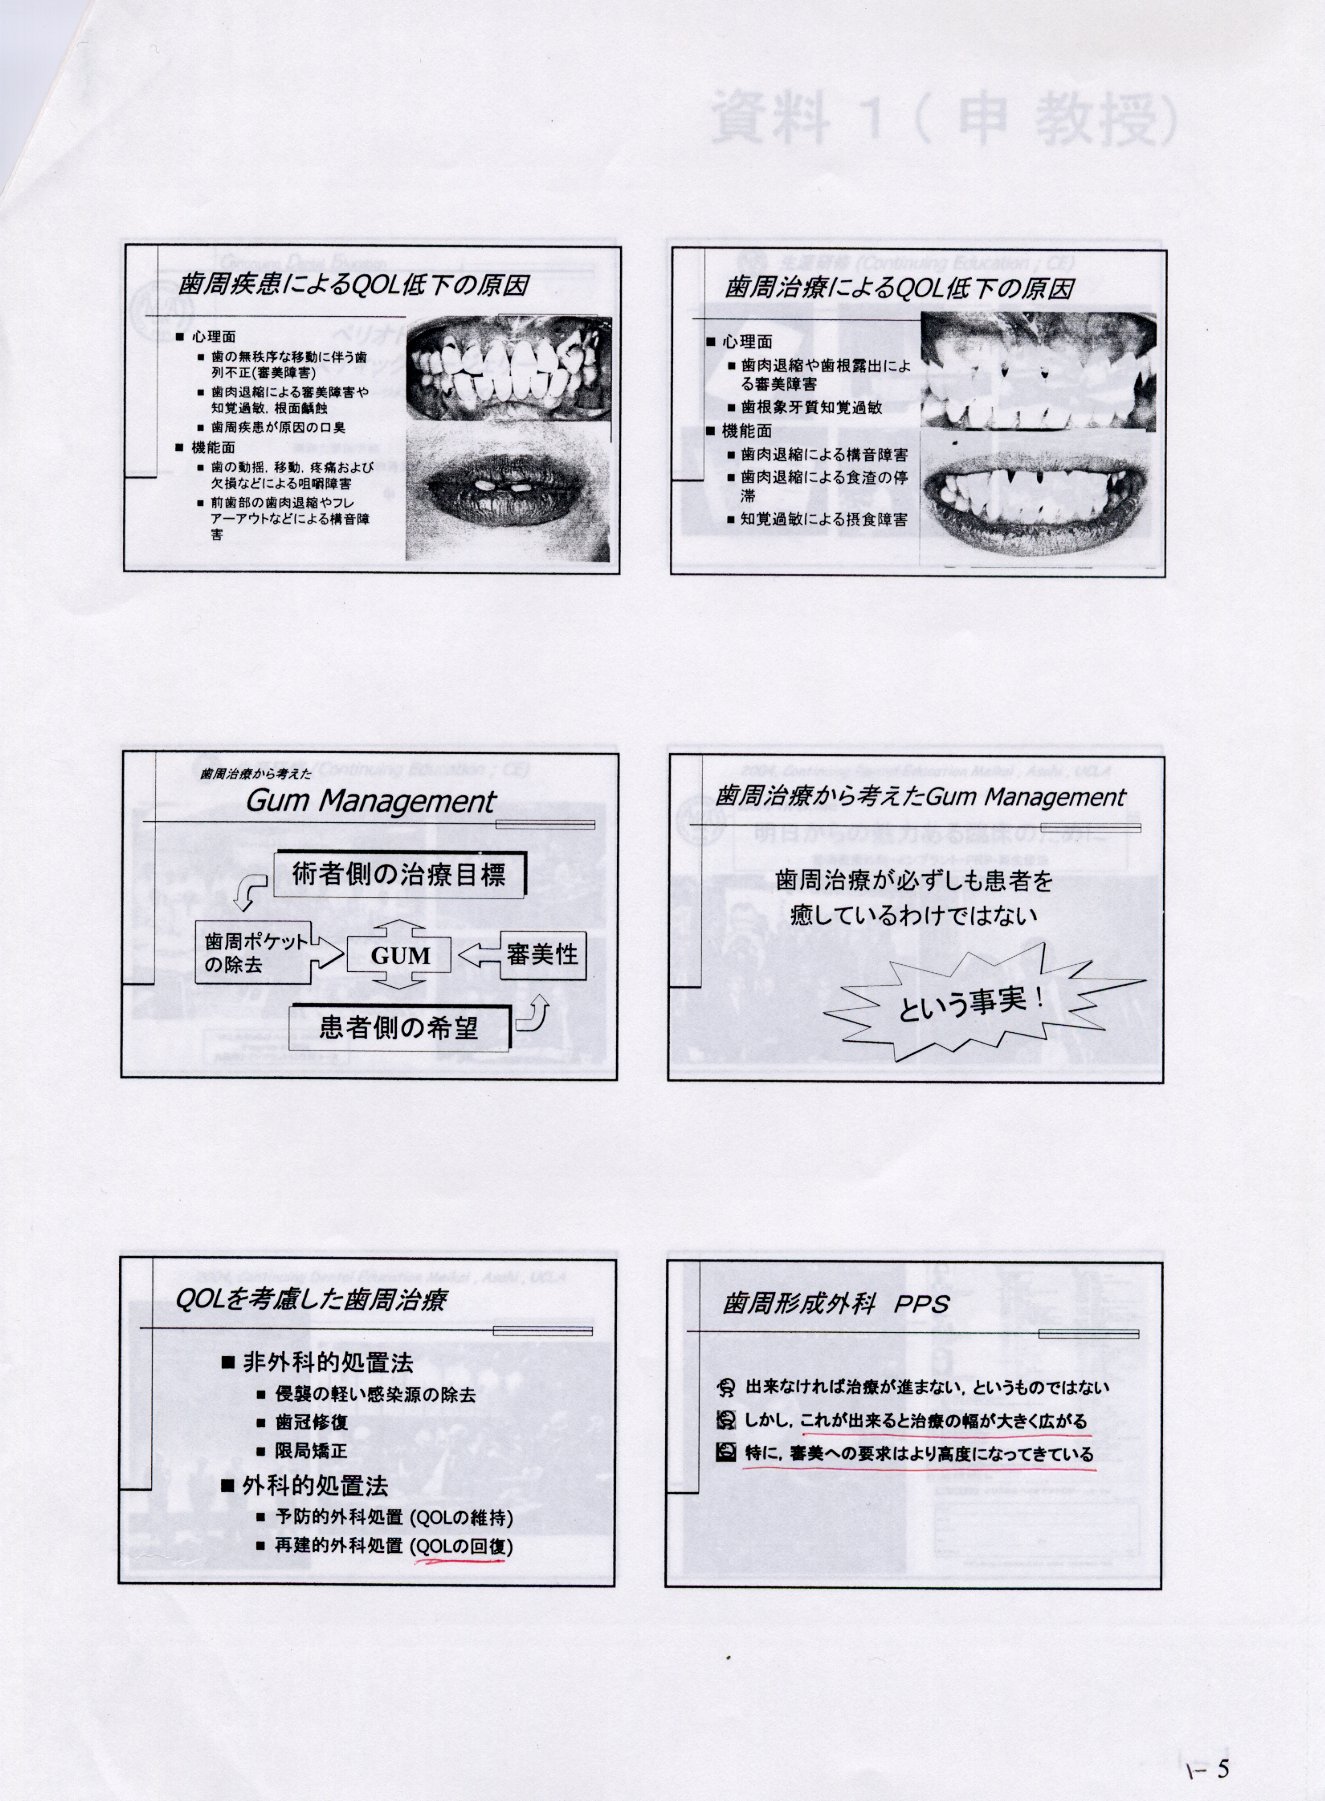 資料 1 ( 申 教授)
歯周疾患によるQOL低下の原因
■ 心理面
■ 歯の無秩序な移動に伴う歯
列不正(審美障害)
■ 歯肉退縮による審美障害や
知覚過敏, 根面齲蝕
■ 歯周疾患が原因の口臭
■ 機能面
■ 歯の動揺, 移動, 疼痛および
欠損などによる咀嚼障害
■ 前歯部の歯肉退縮やフレ
アーアウトなどによる構音障
害
歯周治療によるQOL低下の原因
■ 心理面
■ 歯肉退縮や歯根露出によ
る審美障害
■ 歯根象牙質知覚過敏
■ 機能面
■ 歯肉退縮による構音障害
■ 歯肉退縮による食渣の停
滞
■ 知覚過敏による摂食障害
歯周治療から考えた
Gum Management
術者側の治療目標
歯周ポケット
の除去
GUM
審美性
患者側の希望
歯周治療から考えたGum Management
歯周治療が必ずしも患者を
癒しているわけではない
という事実！
QOLを考慮した歯周治療
■ 非外科的処置法
■ 侵襲の軽い感染源の除去
■ 歯冠修復
■ 限局矯正
■ 外科的処置法
■ 予防的外科処置 (QOLの維持)
■ 再建的外科処置 (QOLの回復)
歯周形成外科　PPS
出来なければ治療が進まない, というものではない
しかし, これが出来ると治療の幅が大きく広がる
特に, 審美への要求はより高度になってきている
1- 5